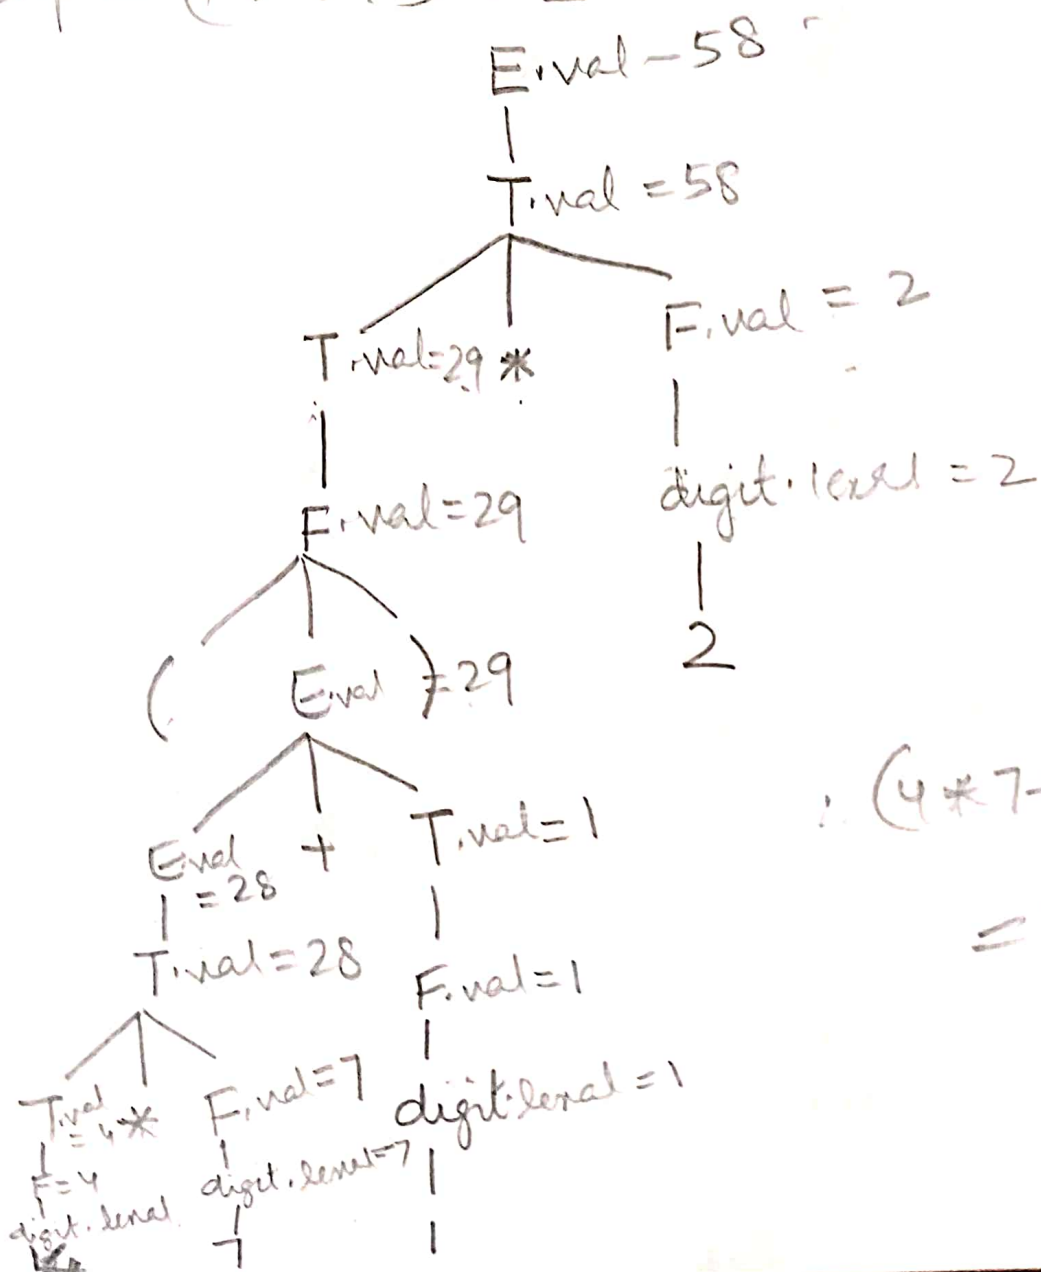 E.val - 58
T.val = 58
T.val=29 * F.val = 2
F.val=29 digit.lexval = 2
2
( E.val ) =29
(4*7-
E.val + T.val=1
=28
=
T.val=28 F.val=1
T.val * F.val=7 digit.lexval=1
=4
F=4 digit.lexval=7
digit.lexval
7 1